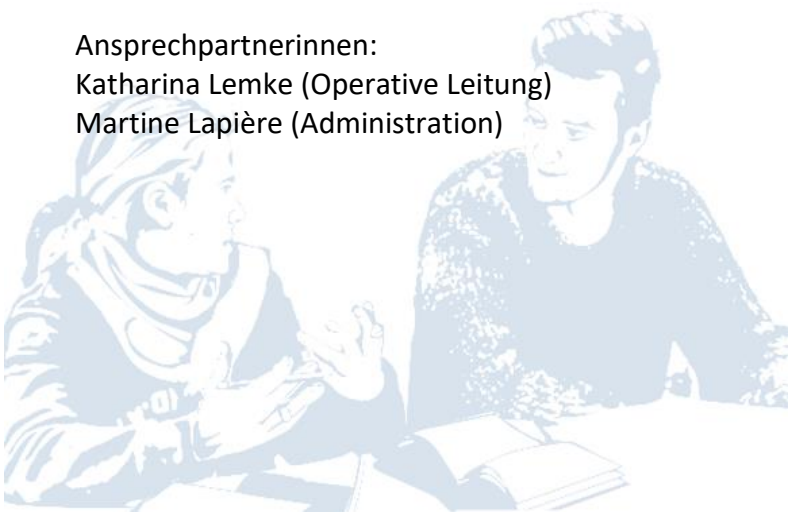 Ansprechpartnerinnen:
Katharina Lemke (Operative Leitung)
Martine Lapière (Administration)